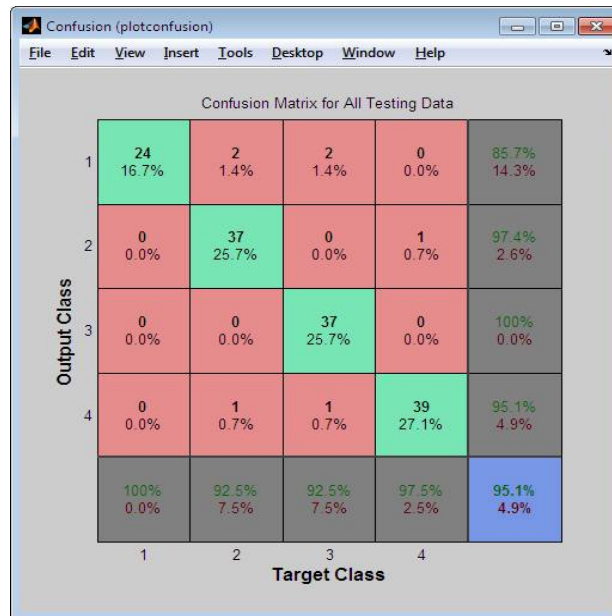 Confusion (plotconfusion)
File Edit View Insert Tools Desktop Window Help
Confusion Matrix for All Testing Data
1 24 2 2 0 85.7%
16.7% 1.4% 1.4% 0.0% 14.3%
2 0 37 0 1 97.4%
0.0% 25.7% 0.0% 0.7% 2.6%
3 0 0 37 0 100%
0.0% 0.0% 25.7% 0.0% 0.0%
4 0 1 1 39 95.1%
0.0% 0.7% 0.7% 27.1% 4.9%
100% 92.5% 92.5% 97.5% 95.1%
0.0% 7.5% 7.5% 2.5% 4.9%
Output Class
1 2 3 4
Target Class